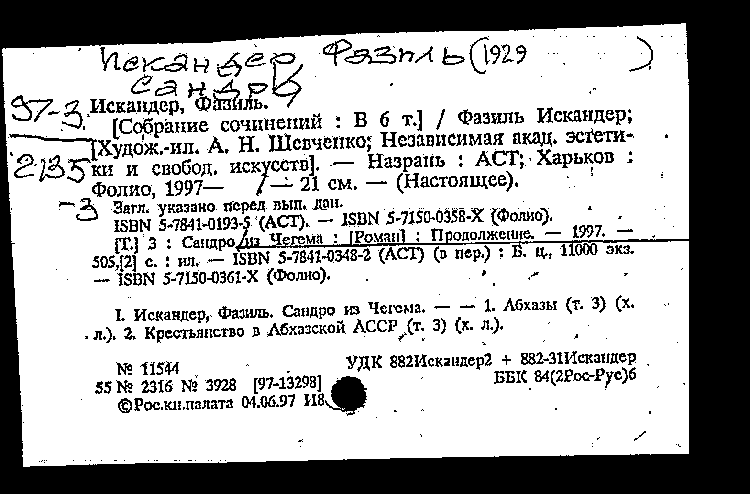 Искандер, Фазиль (1929 )
Сандро
97-3
2135
-3
Искандер, Фазиль.
[Собрание сочинений : В 6 т.] / Фазиль Искандер;
[Худож.-ил. А. Н. Шевченко; Независимая акад. эстети-
ки и свобод. искусств]. — Назрань : АСТ; Харьков :
Фолио, 1997— / — 21 см. — (Настоящее).
Загл. указано перед вып. дан.
ISBN 5-7841-0193-5 (АСТ). — ISBN 5-7150-0358-X (Фолио).
[Т.] 3 : Сандро из Чегема : [Роман] : Продолжение. — 1997. —
505,[2] с. : ил. — ISBN 5-7841-0348-2 (АСТ) (в пер.) : Б. ц., 11000 экз.
— ISBN 5-7150-0361-X (Фолио).
I. Искандер, Фазиль. Сандро из Чегема. — — 1. Абхазы (т. 3) (х.
л.). 2. Крестьянство в Абхазской АССР (т. 3) (х. л.).
№ 11544
УДК 882Искандер2 + 882-31Искандер
55 № 2316 № 3928 [97-13298]
ББК 84(2Рос-Рус)6
©Рос.кн.палата 04.06.97 И8